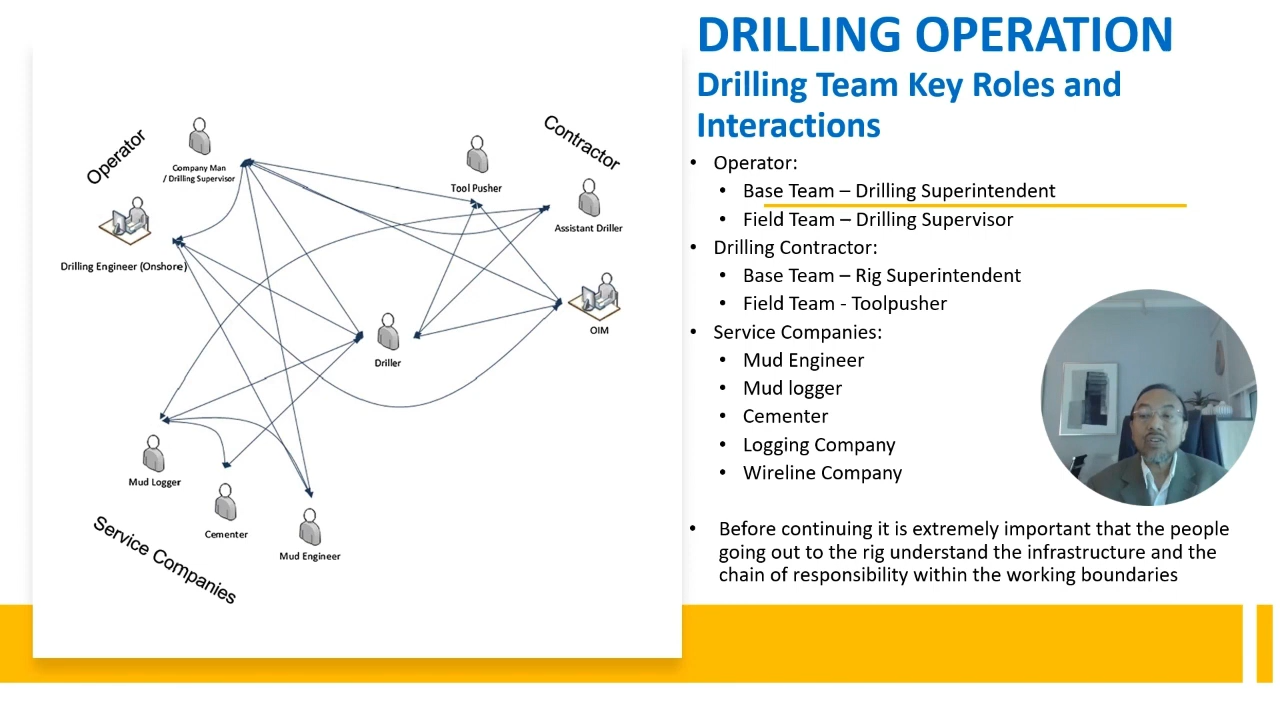 DRILLING OPERATION
Drilling Team Key Roles and
Interactions
Operator
Company Man
/ Drilling Supervisor
Drilling Engineer (Onshore)
Contractor
Tool Pusher
Assistant Driller
OIM
Driller
Mud Logger
Cementer
Mud Engineer
Service Companies
• Operator:
• Base Team – Drilling Superintendent
• Field Team – Drilling Supervisor
• Drilling Contractor:
• Base Team – Rig Superintendent
• Field Team - Toolpusher
• Service Companies:
• Mud Engineer
• Mud logger
• Cementer
• Logging Company
• Wireline Company
• Before continuing it is extremely important that the people
going out to the rig understand the infrastructure and the
chain of responsibility within the working boundaries